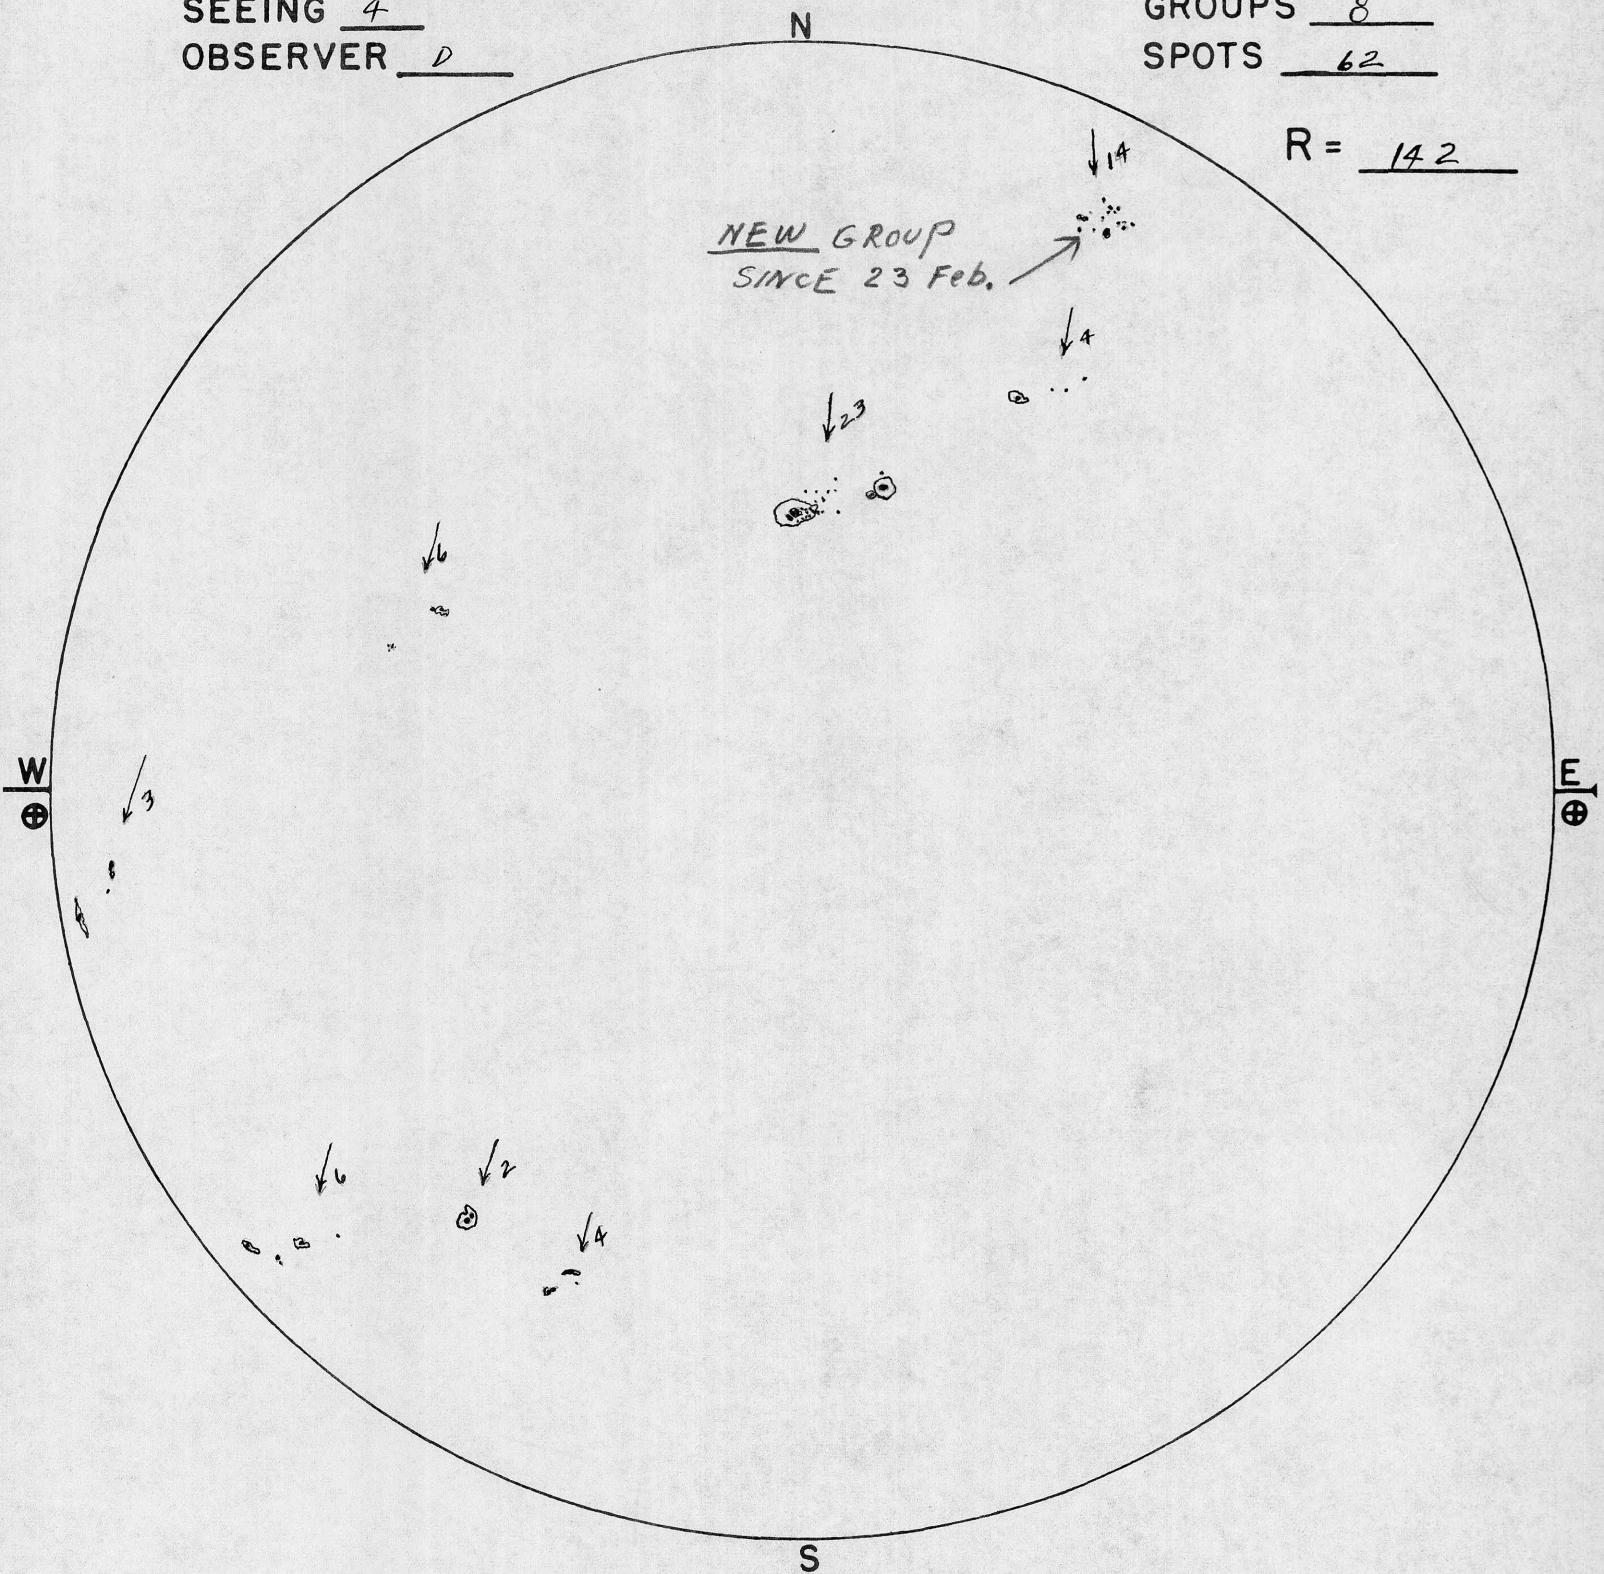 SEEING 4
GROUPS 8
N
OBSERVER D
SPOTS 62
R = 142
14
NEW GROUP
SINCE 23 Feb.
4
23
6
W
E
3
6
2
4
S